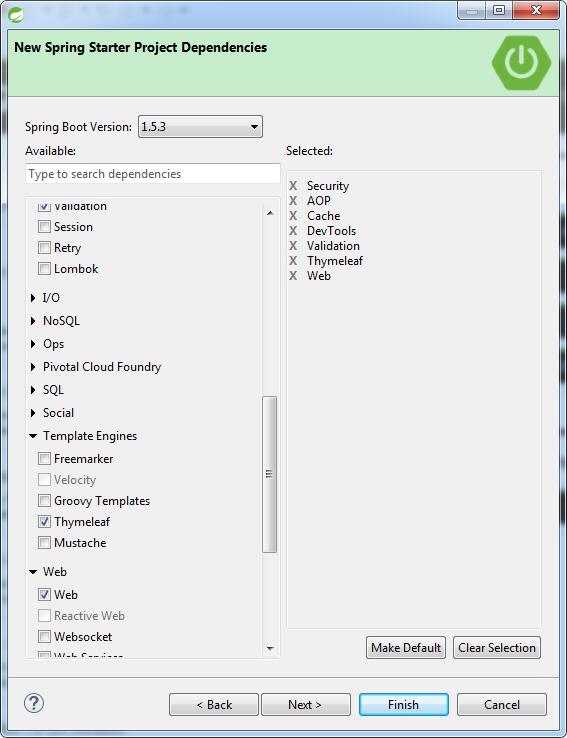 New Spring Starter Project Dependencies
Spring Boot Version: 1.5.3
Available:
Type to search dependencies
Validation
Session
Retry
Lombok
I/O
NoSQL
Ops
Pivotal Cloud Foundry
SQL
Social
Template Engines
Freemarker
Velocity
Groovy Templates
Thymeleaf
Mustache
Web
Web
Reactive Web
Websocket
Web Services
Selected:
X Security
X AOP
X Cache
X DevTools
X Validation
X Thymeleaf
X Web
Make Default
Clear Selection
?
< Back
Next >
Finish
Cancel